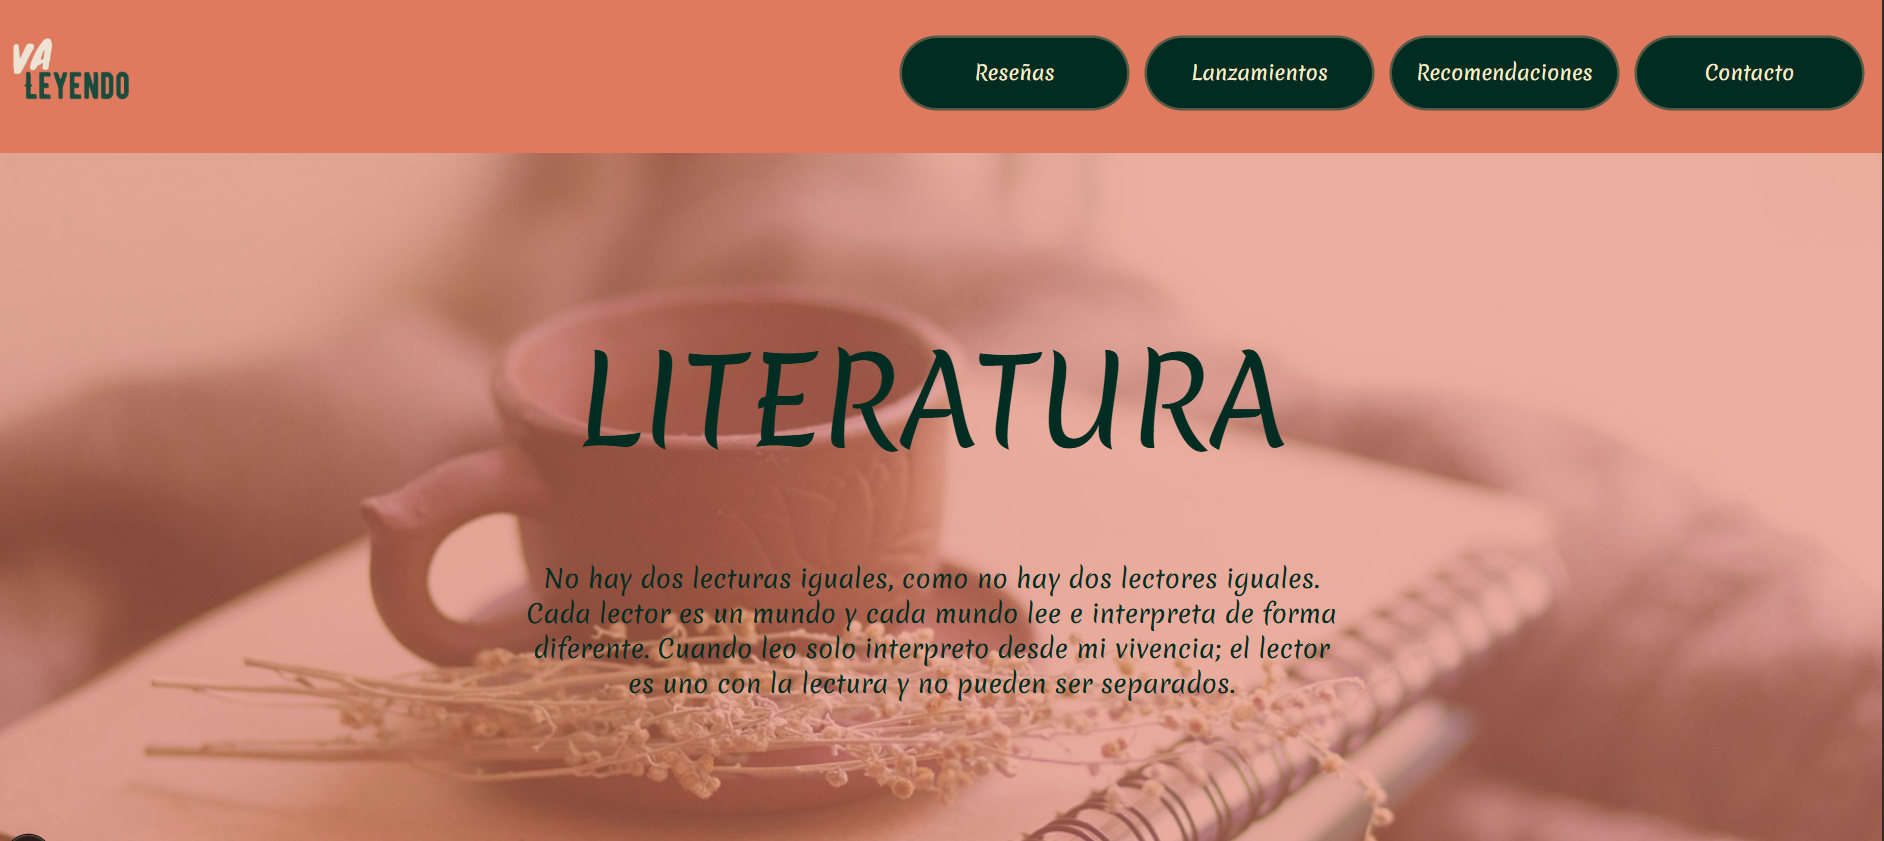 VA
LEYENDO
Reseñas
Lanzamientos
Recomendaciones
Contacto
LITERATURA
No hay dos lecturas iguales, como no hay dos lectores iguales.
Cada lector es un mundo y cada mundo lee e interpreta de forma
diferente. Cuando leo solo interpreto desde mi vivencia; el lector
es uno con la lectura y no pueden ser separados.